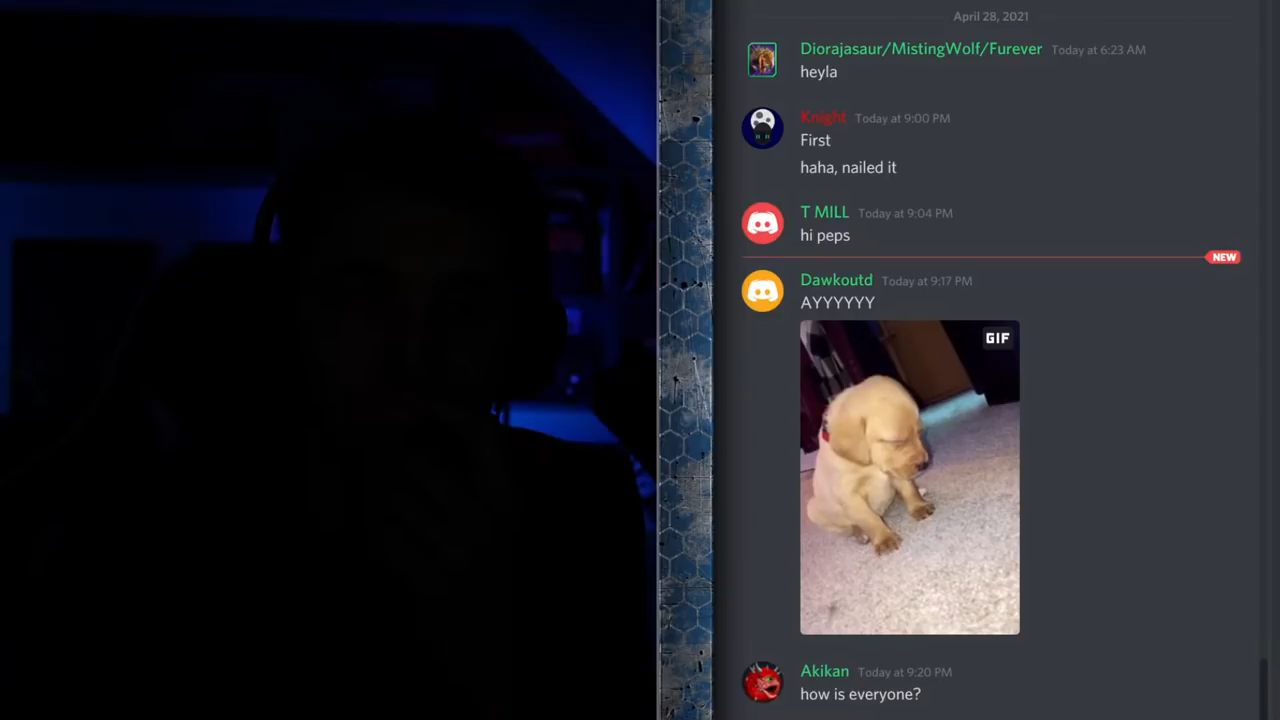 April 28, 2021
Diorajasaur/MistingWolf/Furever Today at 6:23 AM
heyla
Knight Today at 9:00 PM
First
haha, nailed it
T MILL Today at 9:04 PM
hi peps
NEW
Dawkoutd Today at 9:17 PM
AYYYYYY
GIF
Akikan Today at 9:20 PM
how is everyone?